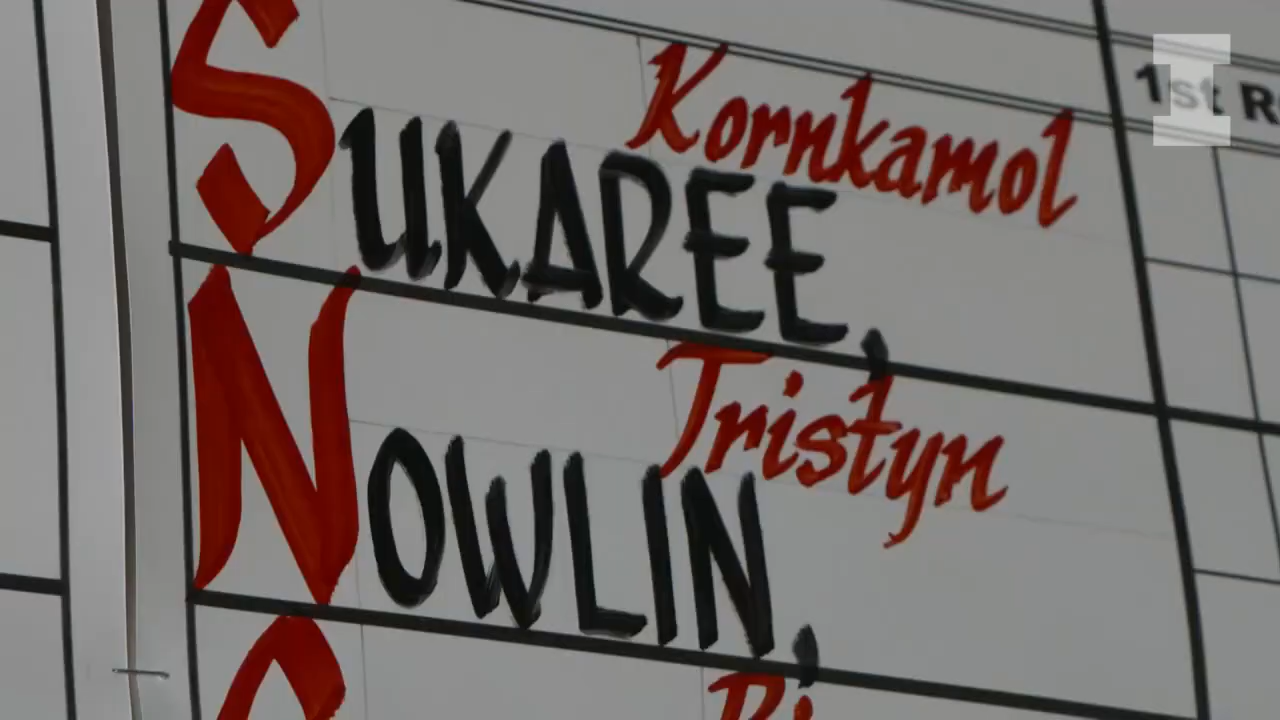 Kornkamol
SUKAREE,
Tristyn
NOWLIN,
1st
I